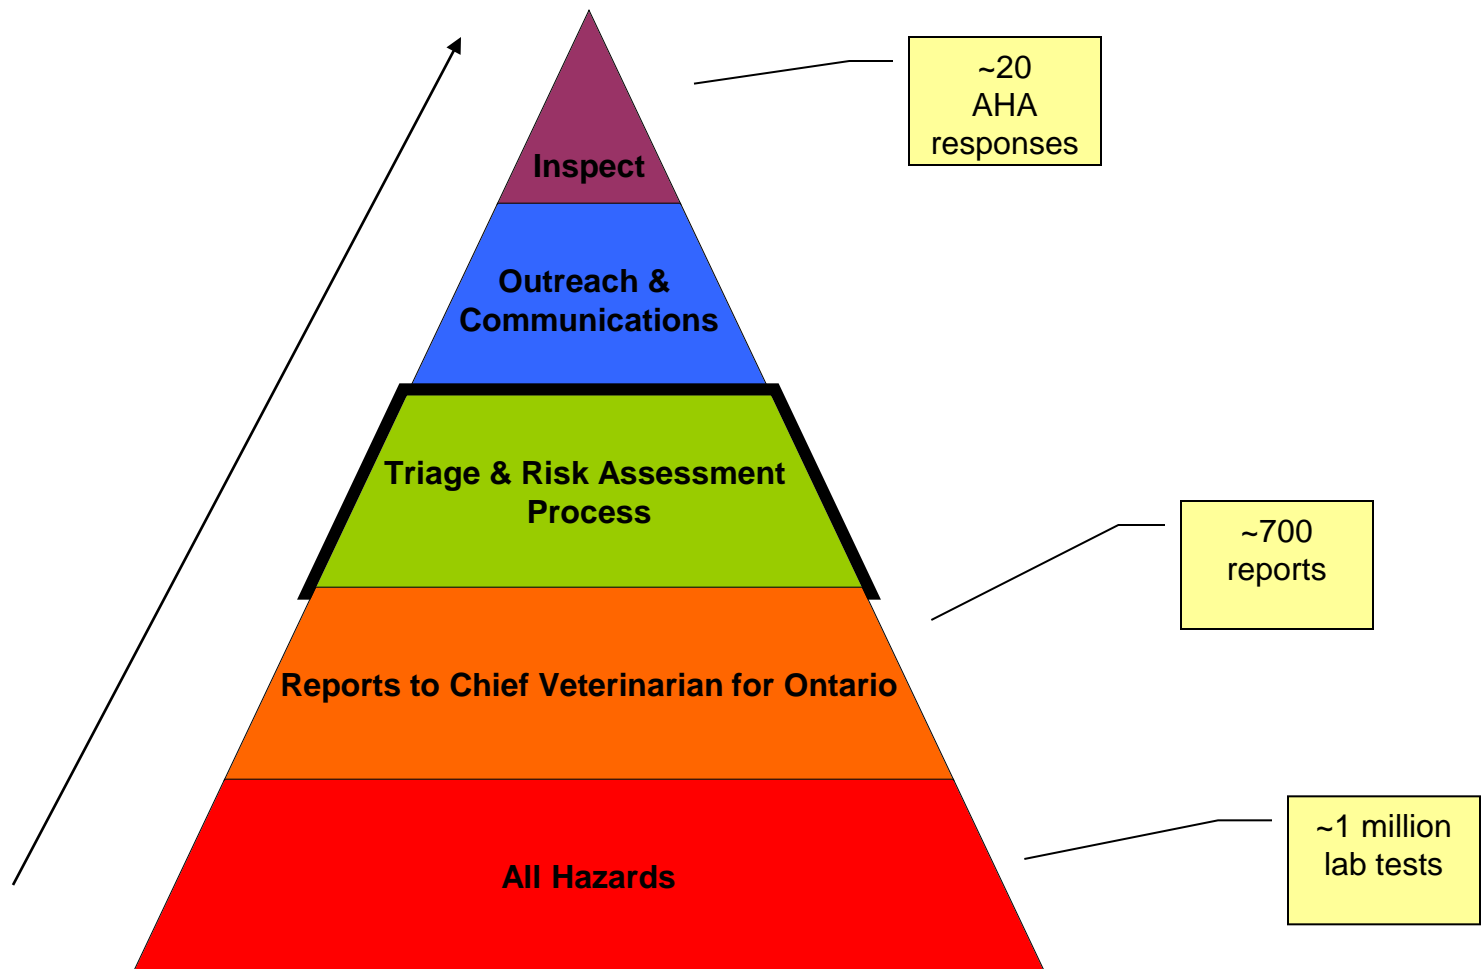 ~20
AHA
responses
Inspect
Outreach &
Communications
Triage & Risk Assessment
Process
~700
reports
Reports to Chief Veterinarian for Ontario
~1 million
lab tests
All Hazards